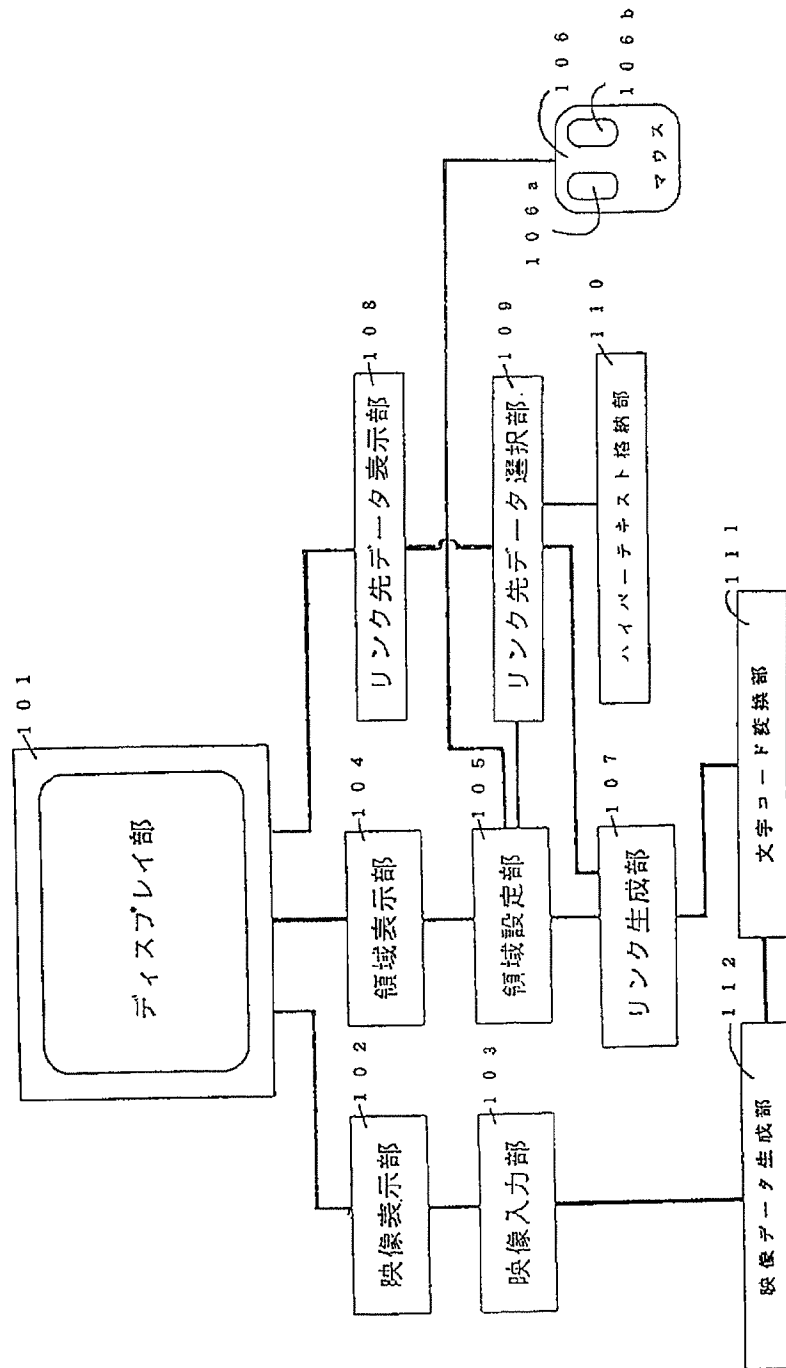 101
ディスプレイ部
102
映像表示部
104
領域表示部
108
リンク先データ表示部
103
映像入力部
105
領域設定部
109
リンク先データ選択部
106
106a
106b
マウス
107
リンク生成部
110
ハイパーテキスト格納部
112
映像データ生成部
111
文字コード変換部